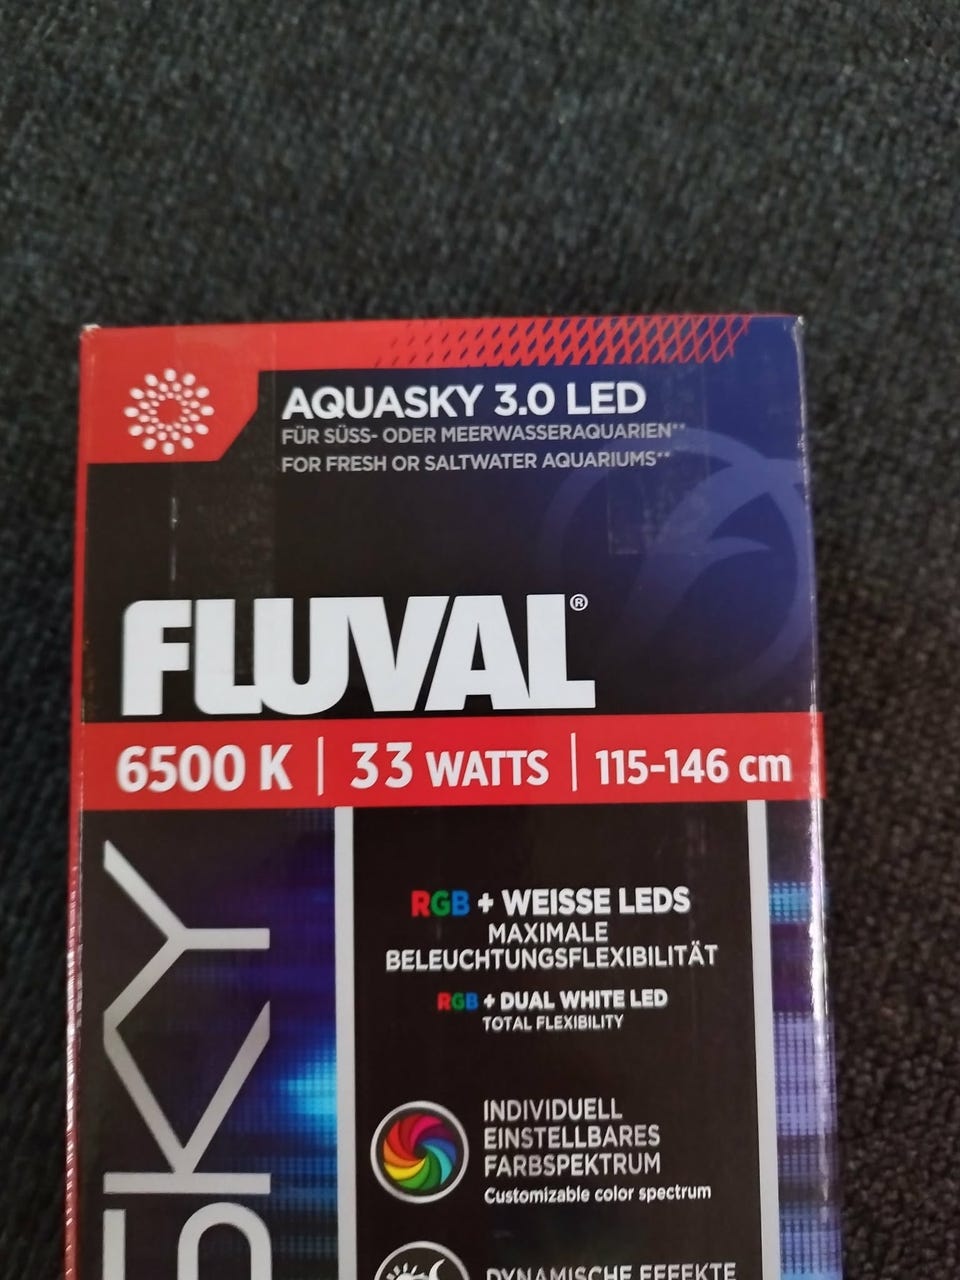 AQUASKY 3.0 LED
FÜR SÜSS- ODER MEERWASSERAQUARIEN**
FOR FRESH OR SALTWATER AQUARIUMS**
FLUVAL®
6500 K | 33 WATTS | 115-146 cm
RGB + WEISSE LEDS
MAXIMALE
BELEUCHTUNGSFLEXIBILITÄT
RGB + DUAL WHITE LED
TOTAL FLEXIBILITY
INDIVIDUELL
EINSTELLBARES
FARBSPEKTRUM
Customizable color spectrum
DYNAMISCHE EFFEKTE
SKY